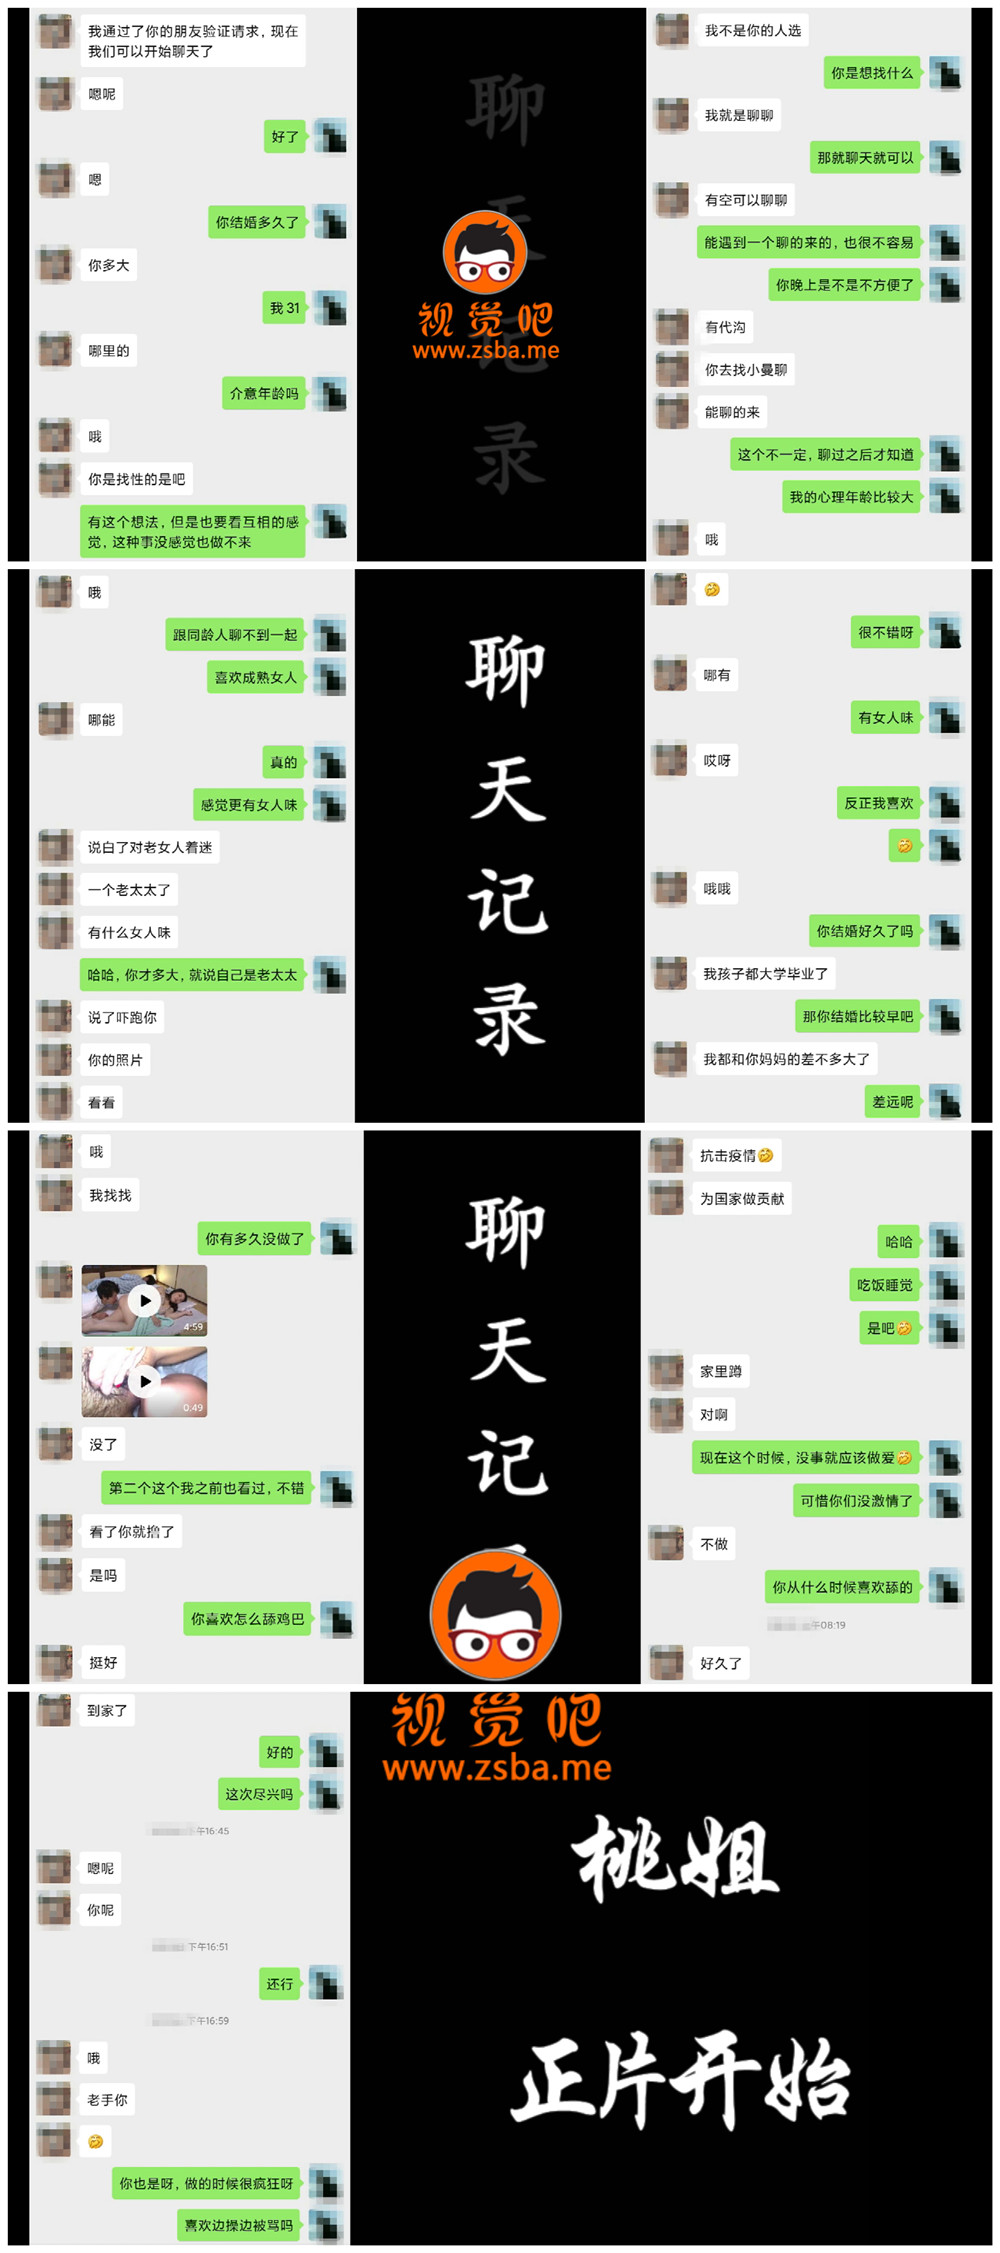 我通过了你的朋友验证请求，现在
我们可以开始聊天了
嗯呢
好了
嗯
你结婚多久了
你多大
我 31
哪里的
介意年龄吗
哦
你是找性的是吧
有这个想法，但是也要看互相的感
觉，这种事没感觉也做不来
聊
天
记
录
视觉吧
www.zsba.me
我不是你的人选
你是想找什么
我就是聊聊
那就聊天就可以
有空可以聊聊
能遇到一个聊的来的，也很不容易
你晚上是不是不方便了
有代沟
你去找小曼聊
能聊的来
这个不一定，聊过之后才知道
我的心理年龄比较大
哦
哦
跟同龄人聊不到一起
喜欢成熟女人
哪能
真的
感觉更有女人味
说白了对老女人着迷
一个老太太了
有什么女人味
哈哈，你才多大，就说自己是老太太
说了吓跑你
你的照片
看看
聊
天
记
录
很不错呀
哪有
有女人味
哎呀
反正我喜欢
哦哦
你结婚好久了吗
我孩子都大学毕业了
那你结婚比较早吧
我都和你妈妈的差不多大了
差远呢
哦
我找找
你有多久没做了
4:59
0:49
没了
第二个这个我之前也看过，不错
看了你就撸了
是吗
你喜欢怎么舔鸡巴
挺好
聊
天
记
抗击疫情🤣
为国家做贡献
哈哈
吃饭睡觉
是吧🤣
家里蹲
对啊
现在这个时候，没事就应该做爱🤣
可惜你们没激情了
不做
你从什么时候喜欢舔的
午08:19
好久了
到家了
好的
这次尽兴吗
下午16:45
嗯呢
你呢
下午16:51
还行
下午16:59
哦
老手你
你也是呀，做的时候很疯狂呀
喜欢边操边被骂吗
视觉吧
www.zsba.me
桃姐
正片开始